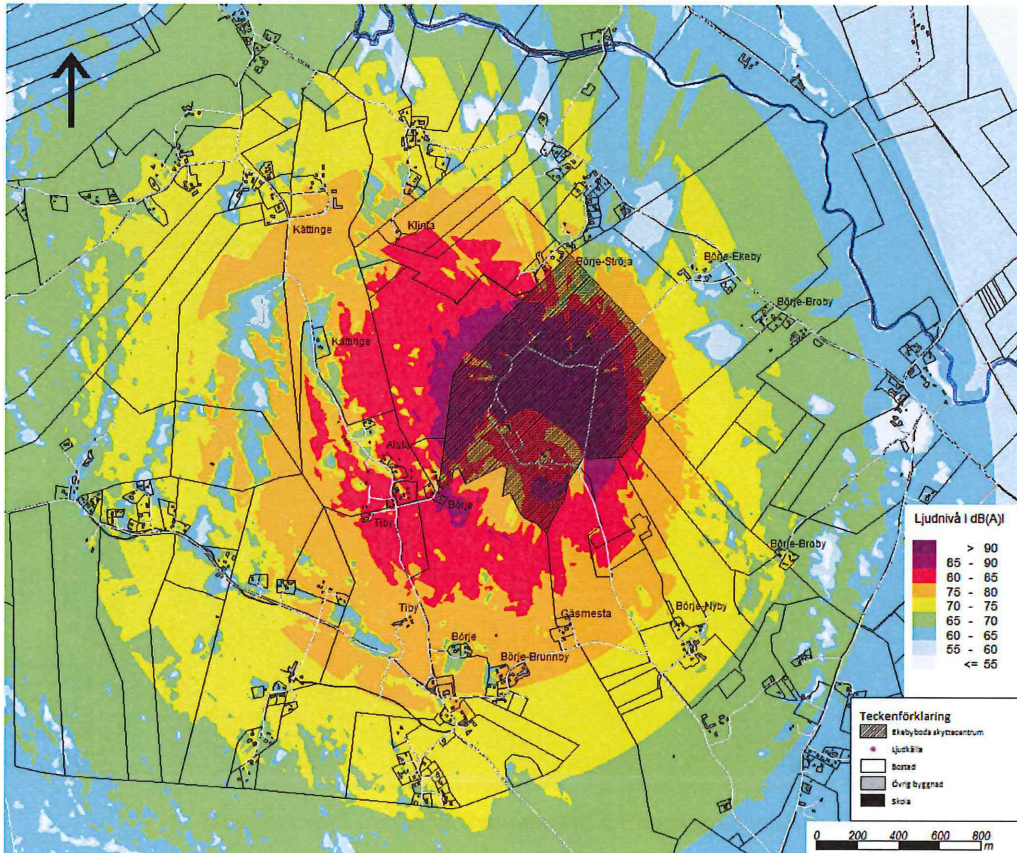 Kättinge
Klinta
Börje-Ströja
Börje-Ekeby
Börje-Broby
Kättinge
Alsta
Börje
Tiby
Börje-Broby
Tiby
Gäsmesta
Börje-Nyby
Börje
Börje-Brunnby
Ljudnivå i dB(A)I
> 90
85 - 90
80 - 85
75 - 80
70 - 75
65 - 70
60 - 65
55 - 60
<= 55
Teckenförklaring
Ekebyboda skyttecentrum
Ljudkälla
Bostad
Övrig byggnad
Skola
0 200 400 600 800
m